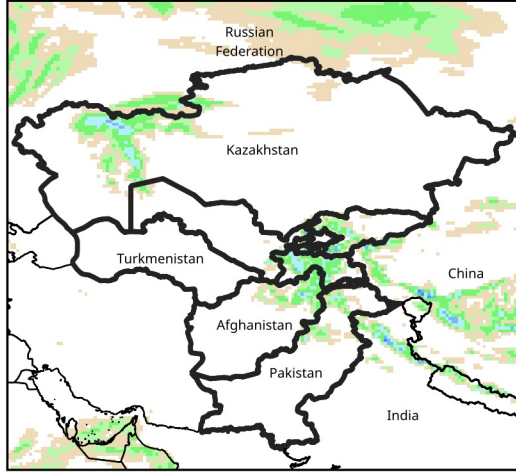 Russian
Federation
Kazakhstan
Turkmenistan
China
Afghanistan
Pakistan
India